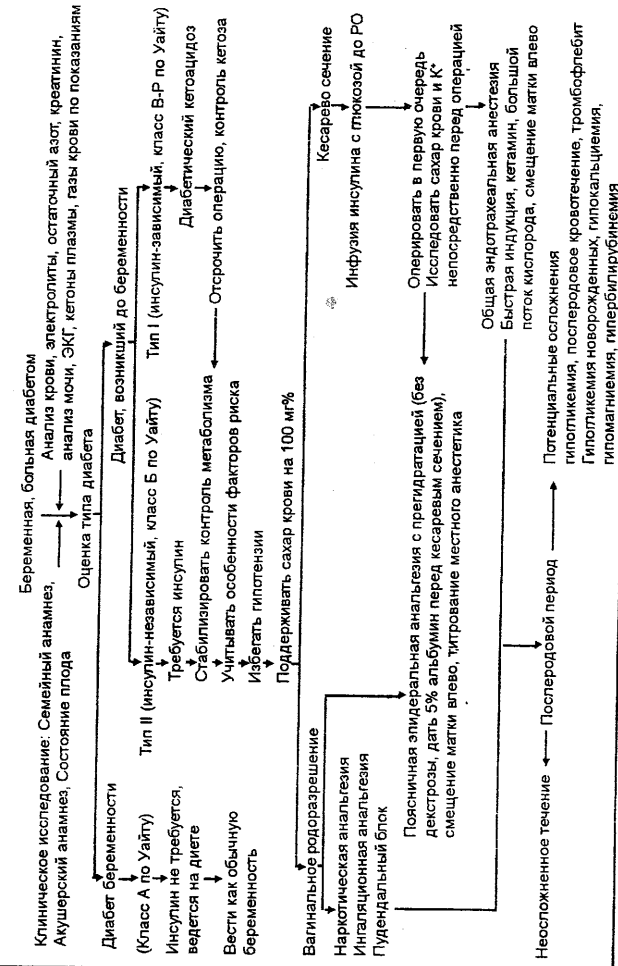 Беременная, больная диабетом
Клиническое исследование: Семейный анамнез,
Акушерский анамнез, Состояние плода
Анализ крови, электролиты, остаточный азот, креатинин,
анализ мочи, ЭКГ, кетоны плазмы, газы крови по показаниям
Оценка типа диабета
Диабет беременности
(Класс А по Уайту)
Инсулин не требуется,
ведется на диете
Вести как обычную
беременность
Диабет, возникший до беременности
Тип II (инсулин-независимый, класс Б по Уайту)
Требуется инсулин
Стабилизировать контроль метаболизма
Учитывать особенности факторов риска
Избегать гипотензии
Поддерживать сахар крови на 100 мг%
Тип I (инсулин-зависимый, класс В-Р по Уайту)
Диабетический кетоацидоз
Отсрочить операцию, контроль кетоза
Вагинальное родоразрешение
Наркотическая анальгезия
Ингаляционная анальгезия
Пудендальный блок
Кесарево сечение
Инфузия инсулина с глюкозой до РО
Оперировать в первую очередь
Исследовать сахар крови и К+
непосредственно перед операцией
Поясничная эпидеральная анальгезия с прегидратацией (без
декстрозы, дать 5% альбумин перед кесаревым сечением),
смещение матки влево, титрование местного анестетика
Общая эндотрахеальная анестезия
Быстрая индукция, кетамин, большой
поток кислорода, смещение матки влево
Неосложненное течение
Послеродовой период
Потенциальные осложнения
гипогликемия, послеродовое кровотечение, тромбофлебит
Гипогликемия новорожденных, гипокальциемия,
гипомагниемия, гипербилирубинемия